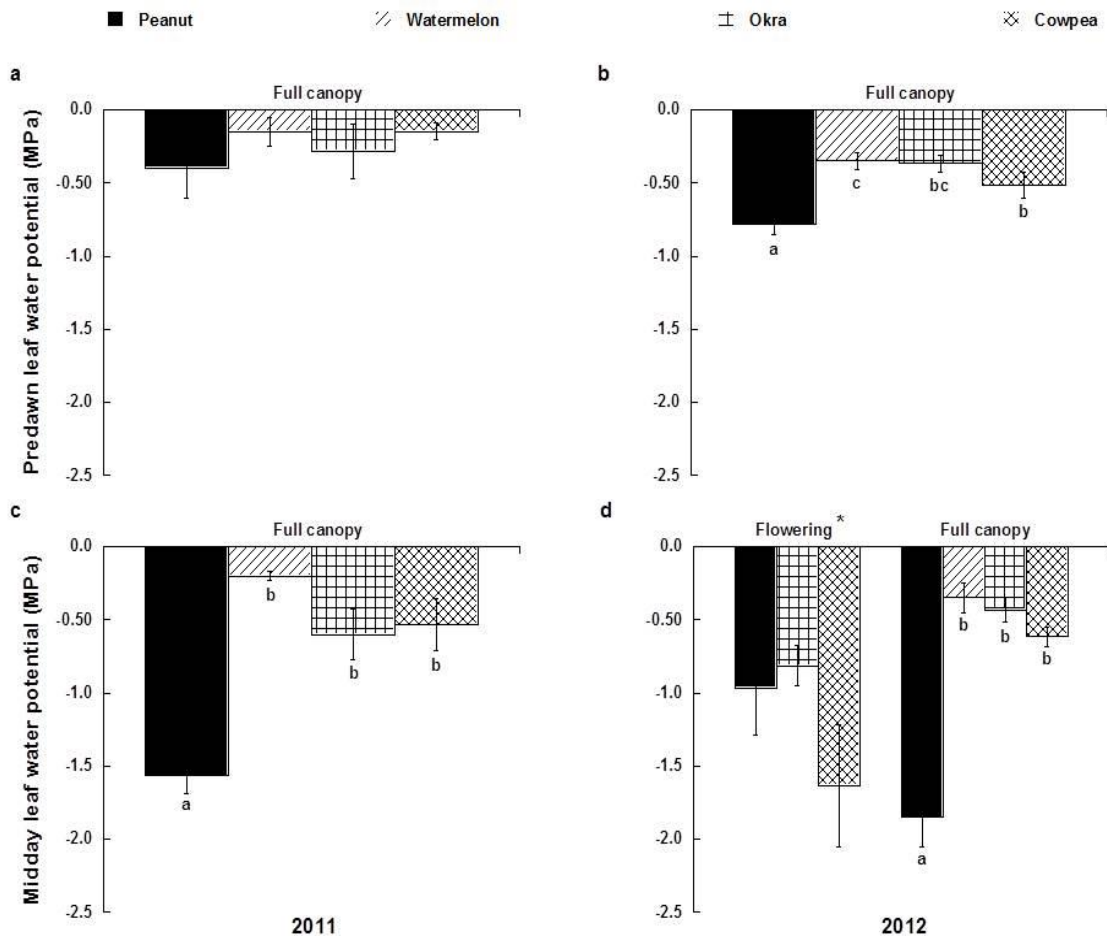 Peanut Watermelon Okra Cowpea
a
Full canopy
0.0
-0.50
-1.0
-1.5
-2.0
-2.5
Predawn leaf water potential (MPa)
b
Full canopy
0.0
-0.50
-1.0
-1.5
-2.0
-2.5
a
c
bc
b
c
Full canopy
0.0
-0.50
-1.0
-1.5
-2.0
-2.5
Midday leaf water potential (MPa)
a
b
b
b
2011
d
Flowering * Full canopy
0.0
-0.50
-1.0
-1.5
-2.0
-2.5
a
b
b
b
2012